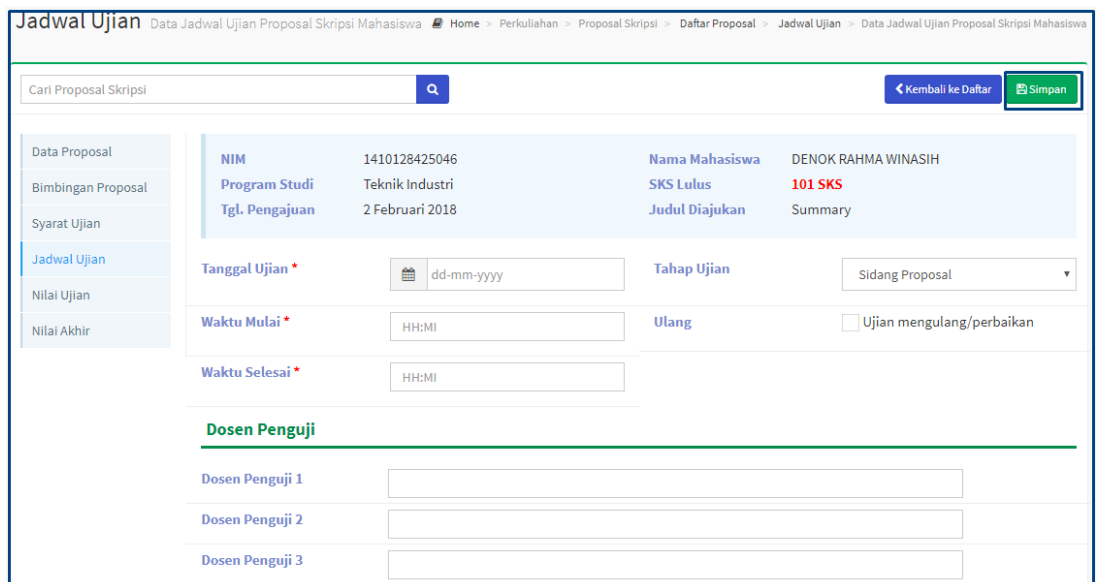 Jadwal Ujian Data Jadwal Ujian Proposal Skripsi Mahasiswa Home > Perkuliahan > Proposal Skripsi > Daftar Proposal > Jadwal Ujian > Data Jadwal Ujian Proposal Skripsi Mahasiswa
Cari Proposal Skripsi Kembali ke Daftar Simpan
Data Proposal
Bimbingan Proposal
Syarat Ujian
Jadwal Ujian
Nilai Ujian
Nilai Akhir
NIM 1410128425046 Nama Mahasiswa DENOK RAHMA WINASIH
Program Studi Teknik Industri SKS Lulus 101 SKS
Tgl. Pengajuan 2 Februari 2018 Judul Diajukan Summary
Tanggal Ujian * dd-mm-yyyy Tahap Ujian Sidang Proposal
Waktu Mulai * HH:MI Ulang Ujian mengulang/perbaikan
Waktu Selesai * HH:MI
Dosen Penguji
Dosen Penguji 1
Dosen Penguji 2
Dosen Penguji 3